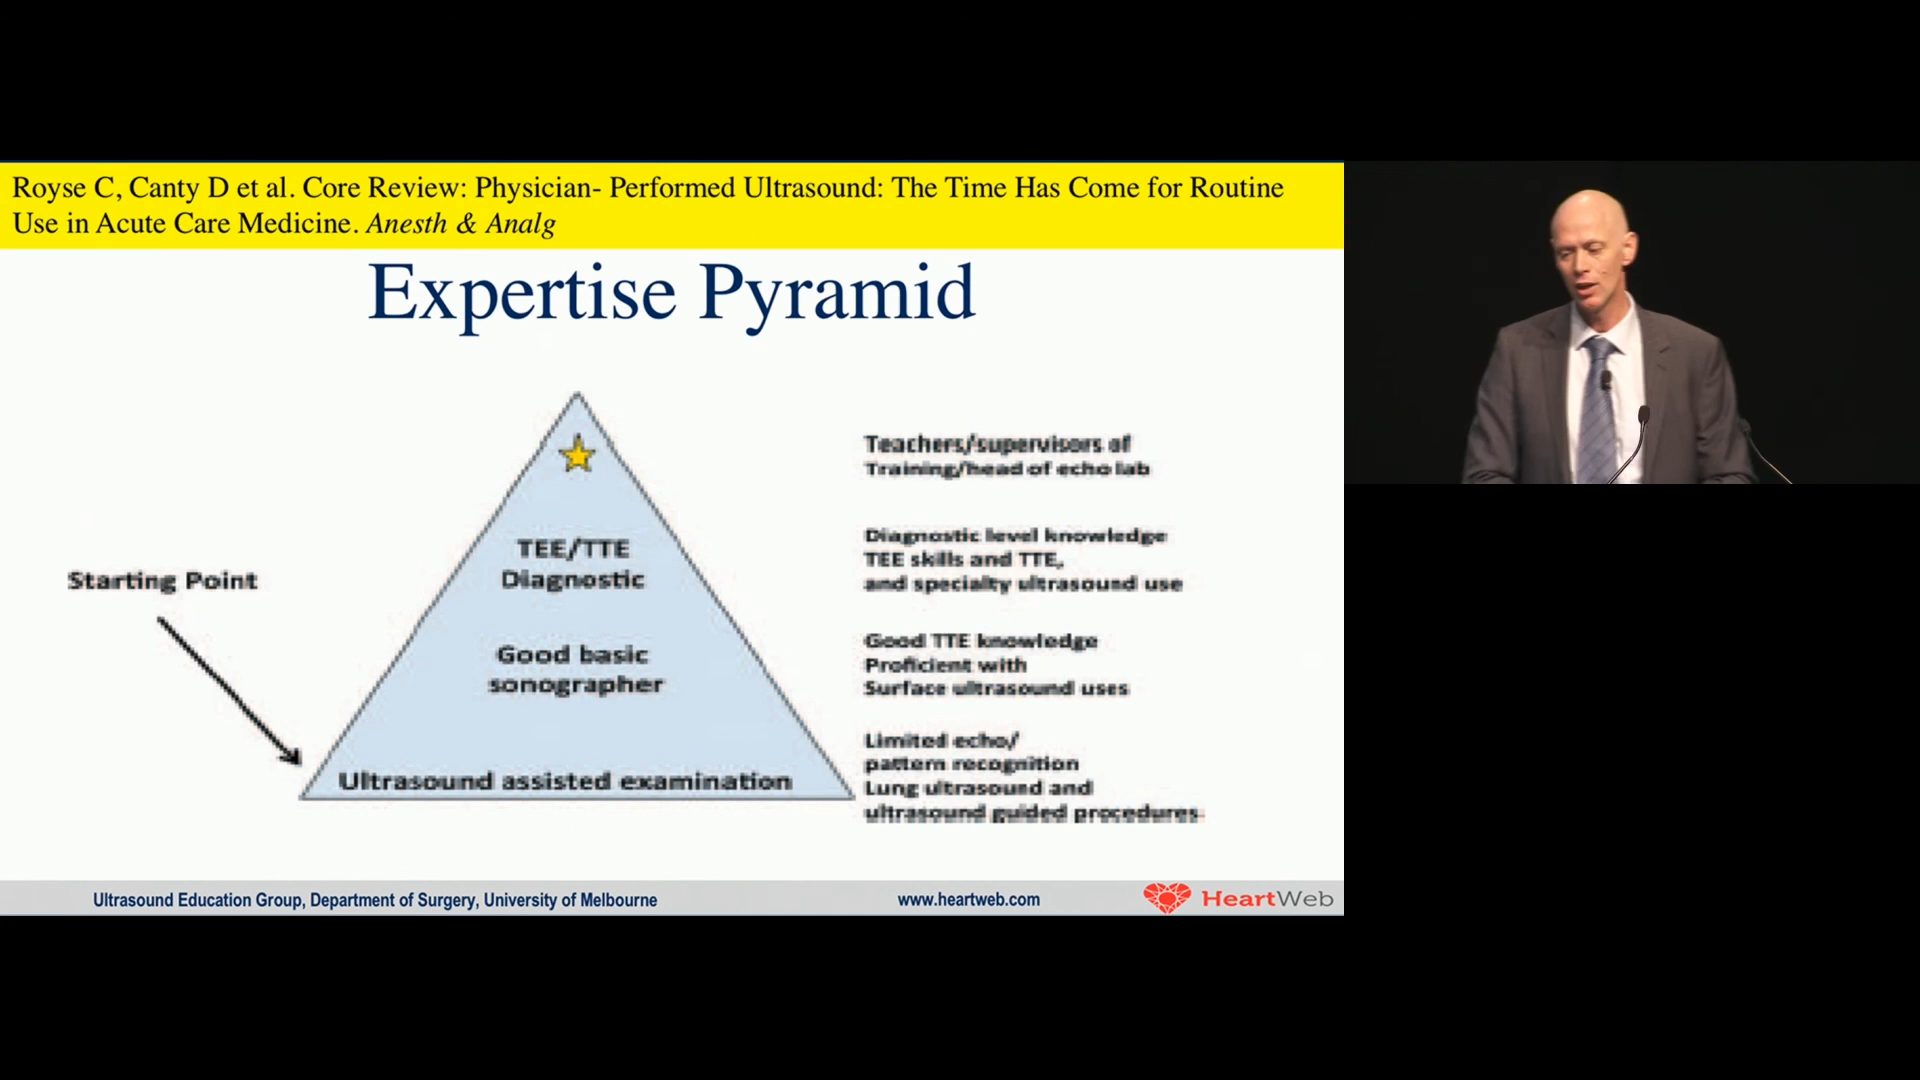 Royse C, Canty D et al. Core Review: Physician- Performed Ultrasound: The Time Has Come for Routine
Use in Acute Care Medicine. Anesth & Analg
Expertise Pyramid
Starting Point
TEE/TTE
Diagnostic
Good basic
sonographer
Ultrasound assisted examination
Teachers/supervisors of
Training/head of echo lab
Diagnostic level knowledge
TEE skills and TTE,
and specialty ultrasound use
Good TTE knowledge
Proficient with
Surface ultrasound uses
Limited echo/
pattern recognition
Lung ultrasound and
ultrasound guided procedures
Ultrasound Education Group, Department of Surgery, University of Melbourne
www.heartweb.com
HeartWeb